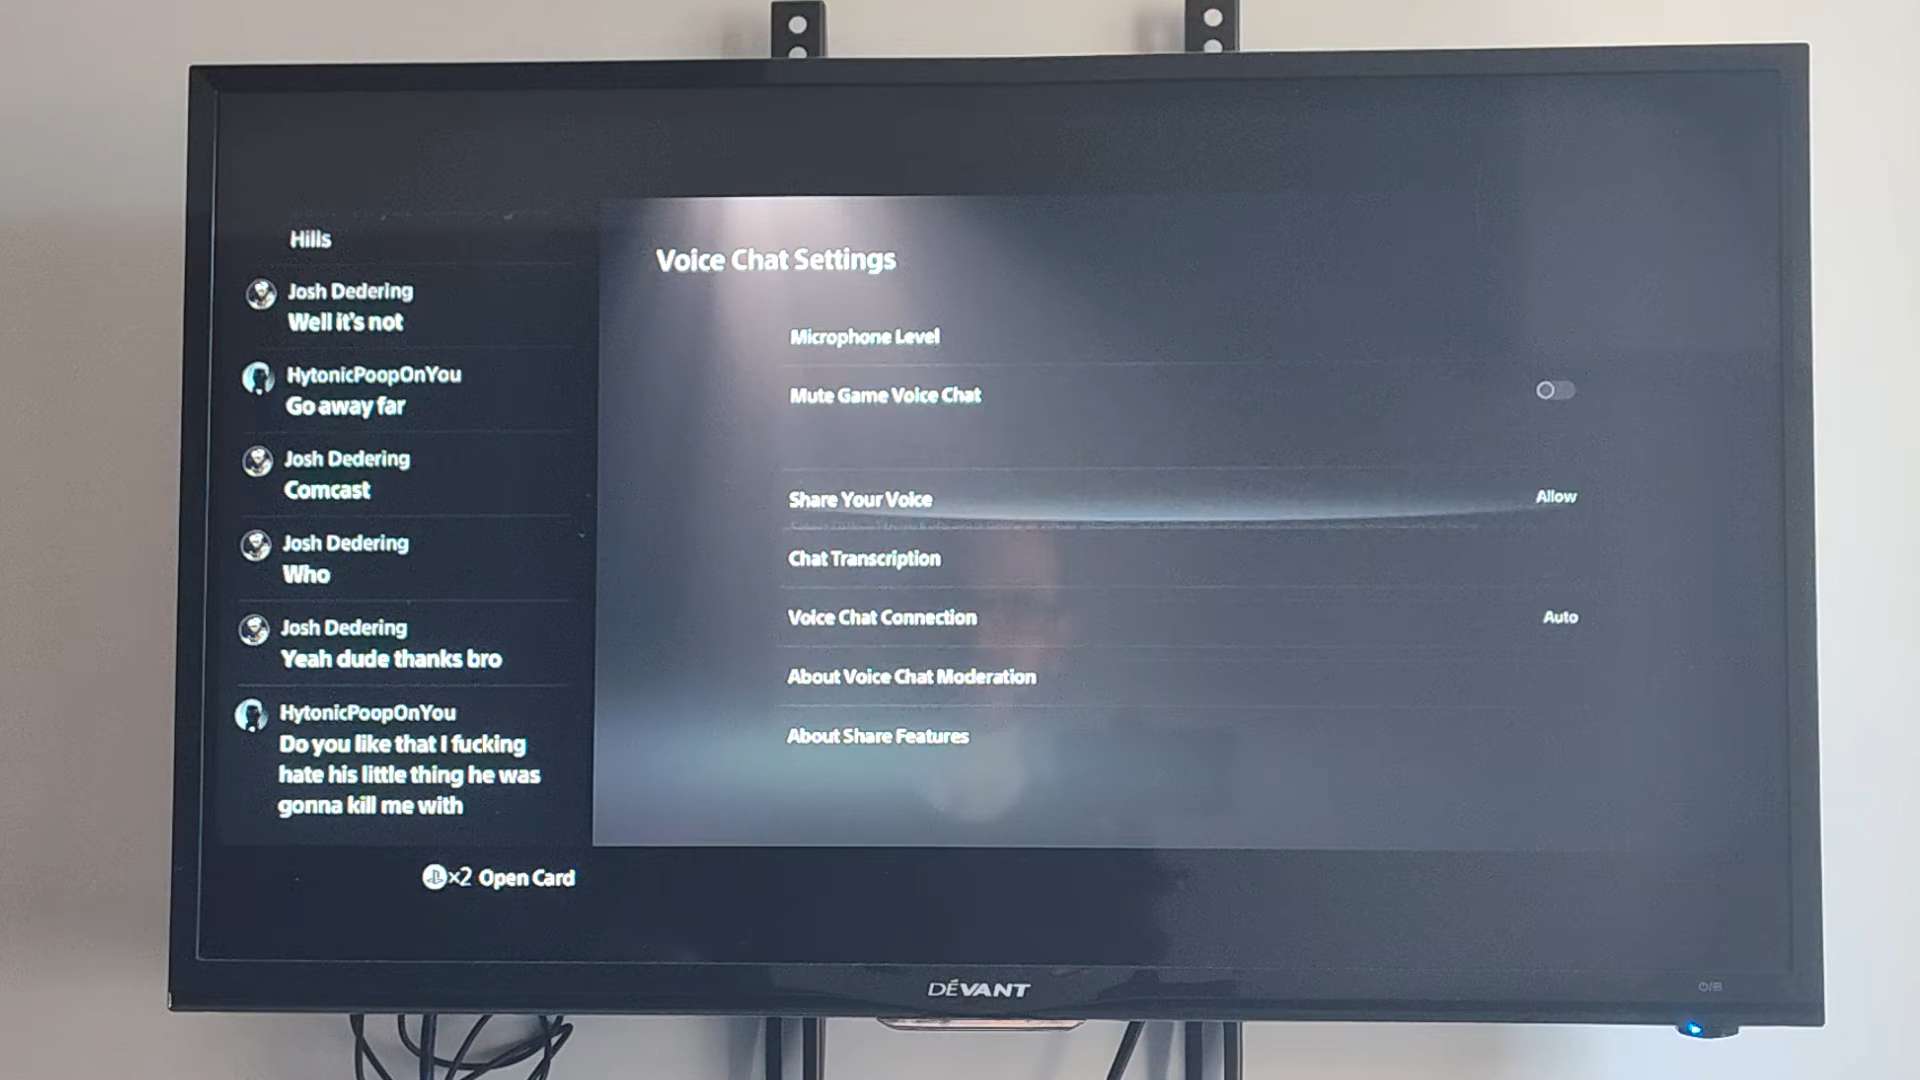 Hills
Josh Dedering
Well it's not
HytonicPoopOnYou
Go away far
Josh Dedering
Comcast
Josh Dedering
Who
Josh Dedering
Yeah dude thanks bro
HytonicPoopOnYou
Do you like that I fucking
hate his little thing he was
gonna kill me with
x2 Open Card
Voice Chat Settings
Microphone Level
Mute Game Voice Chat
Share Your Voice Allow
Chat Transcription
Voice Chat Connection Auto
About Voice Chat Moderation
About Share Features
DEVANT